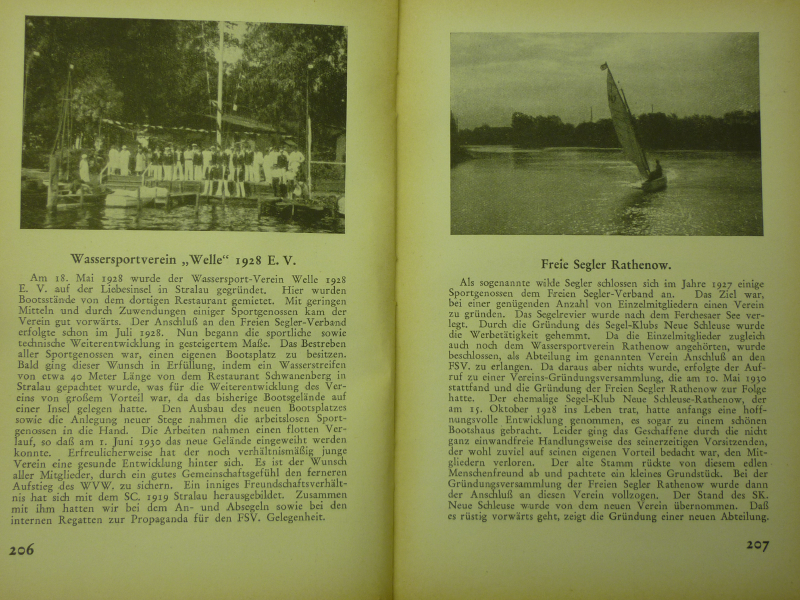 Wassersportverein „Welle“ 1928 E. V.
Am 18. Mai 1928 wurde der Wassersport-Verein Welle 1928
E. V. auf der Liebesinsel in Stralau gegründet. Hier wurden
Bootsstände von dem dortigen Restaurant gemietet. Mit geringen
Mitteln und durch Zuwendungen einiger Sportgenossen kam der
Verein gut vorwärts. Der Anschluß an den Freien Segler-Verband
erfolgte schon im Juli 1928. Nun begann die sportliche sowie
technische Weiterentwicklung in gesteigertem Maße. Das Bestreben
aller Sportgenossen war, einen eigenen Bootsplatz zu besitzen.
Bald ging dieser Wunsch in Erfüllung, indem ein Wasserstreifen
von etwa 40 Meter Länge von dem Restaurant Schwanenberg in
Stralau gepachtet wurde, was für die Weiterentwicklung des Ver-
eins von großem Vorteil war, da das bisherige Bootsgelände auf
einer Insel gelegen hatte. Den Ausbau des neuen Bootsplatzes
sowie die Anlegung neuer Stege nahmen die arbeitslosen Sport-
genossen in die Hand. Die Arbeiten nahmen einen flotten Ver-
lauf, so daß am 1. Juni 1930 das neue Gelände eingeweiht werden
konnte. Erfreulicherweise hat der noch verhältnismäßig junge
Verein eine gesunde Entwicklung hinter sich. Es ist der Wunsch
aller Mitglieder, durch ein gutes Gemeinschaftsgefühl den ferneren
Aufstieg des WVW. zu sichern. Ein inniges Freundschaftsverhält-
nis hat sich mit dem SC. 1919 Stralau herausgebildet. Zusammen
mit ihm hatten wir bei dem An- und Absegeln sowie bei den
internen Regatten zur Propaganda für den FSV. Gelegenheit.
206
Freie Segler Rathenow.
Als sogenannte wilde Segler schlossen sich im Jahre 1927 einige
Sportgenossen dem Freien Segler-Verband an. Das Ziel war,
bei einer genügenden Anzahl von Einzelmitgliedern einen Verein
zu gründen. Das Segelrevier wurde nach dem Ferchesaer See ver-
legt. Durch die Gründung des Segel-Klubs Neue Schleuse wurde
die Werbetätigkeit gehemmt. Da die Einzelmitglieder zugleich
auch noch dem Wassersportverein Rathenow angehörten, wurde
beschlossen, als Abteilung im genannten Verein Anschluß an den
FSV. zu erlangen. Da daraus aber nichts wurde, erfolgte der Auf-
ruf zu einer Vereins-Gründungsversammlung, die am 10. Mai 1930
stattfand und die Gründung der Freien Segler Rathenow zur Folge
hatte. Der ehemalige Segel-Klub Neue Schleuse-Rathenow, der
am 15. Oktober 1928 ins Leben trat, hatte anfangs eine hoff-
nungsvolle Entwicklung genommen, es sogar zu einem schönen
Bootshaus gebracht. Leider ging das Geschaffene durch die nicht
ganz einwandfreie Handlungsweise des seinerzeitigen Vorsitzenden,
der wohl zuviel auf seinen eigenen Vorteil bedacht war, den Mit-
gliedern verloren. Der alte Stamm rückte von diesem edlen
Menschenfreund ab und pachtete ein kleines Grundstück. Bei der
Gründungsversammlung der Freien Segler Rathenow wurde dann
der Anschluß an diesen Verein vollzogen. Der Stand des SK.
Neue Schleuse wurde von dem neuen Verein übernommen. Daß
es rüstig vorwärts geht, zeigt die Gründung einer neuen Abteilung.
207